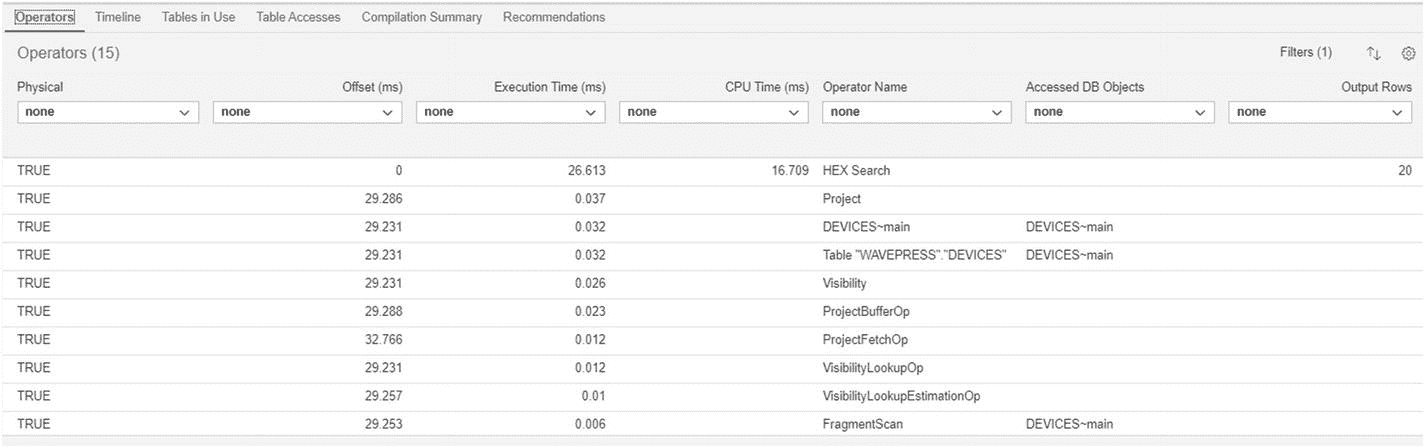 Operators Timeline Tables in Use Table Accesses Compilation Summary Recommendations
Operators (15) Filters (1)
Physical Offset (ms) Execution Time (ms) CPU Time (ms) Operator Name Accessed DB Objects Output Rows
none none none none none none none
TRUE 0 26.613 16.709 HEX Search 20
TRUE 29.286 0.037 Project
TRUE 29.231 0.032 DEVICES~main DEVICES~main
TRUE 29.231 0.032 Table "WAVEPRESS"."DEVICES" DEVICES~main
TRUE 29.231 0.026 Visibility
TRUE 29.288 0.023 ProjectBufferOp
TRUE 32.766 0.012 ProjectFetchOp
TRUE 29.231 0.012 VisibilityLookupOp
TRUE 29.257 0.01 VisibilityLookupEstimationOp
TRUE 29.253 0.006 FragmentScan DEVICES~main